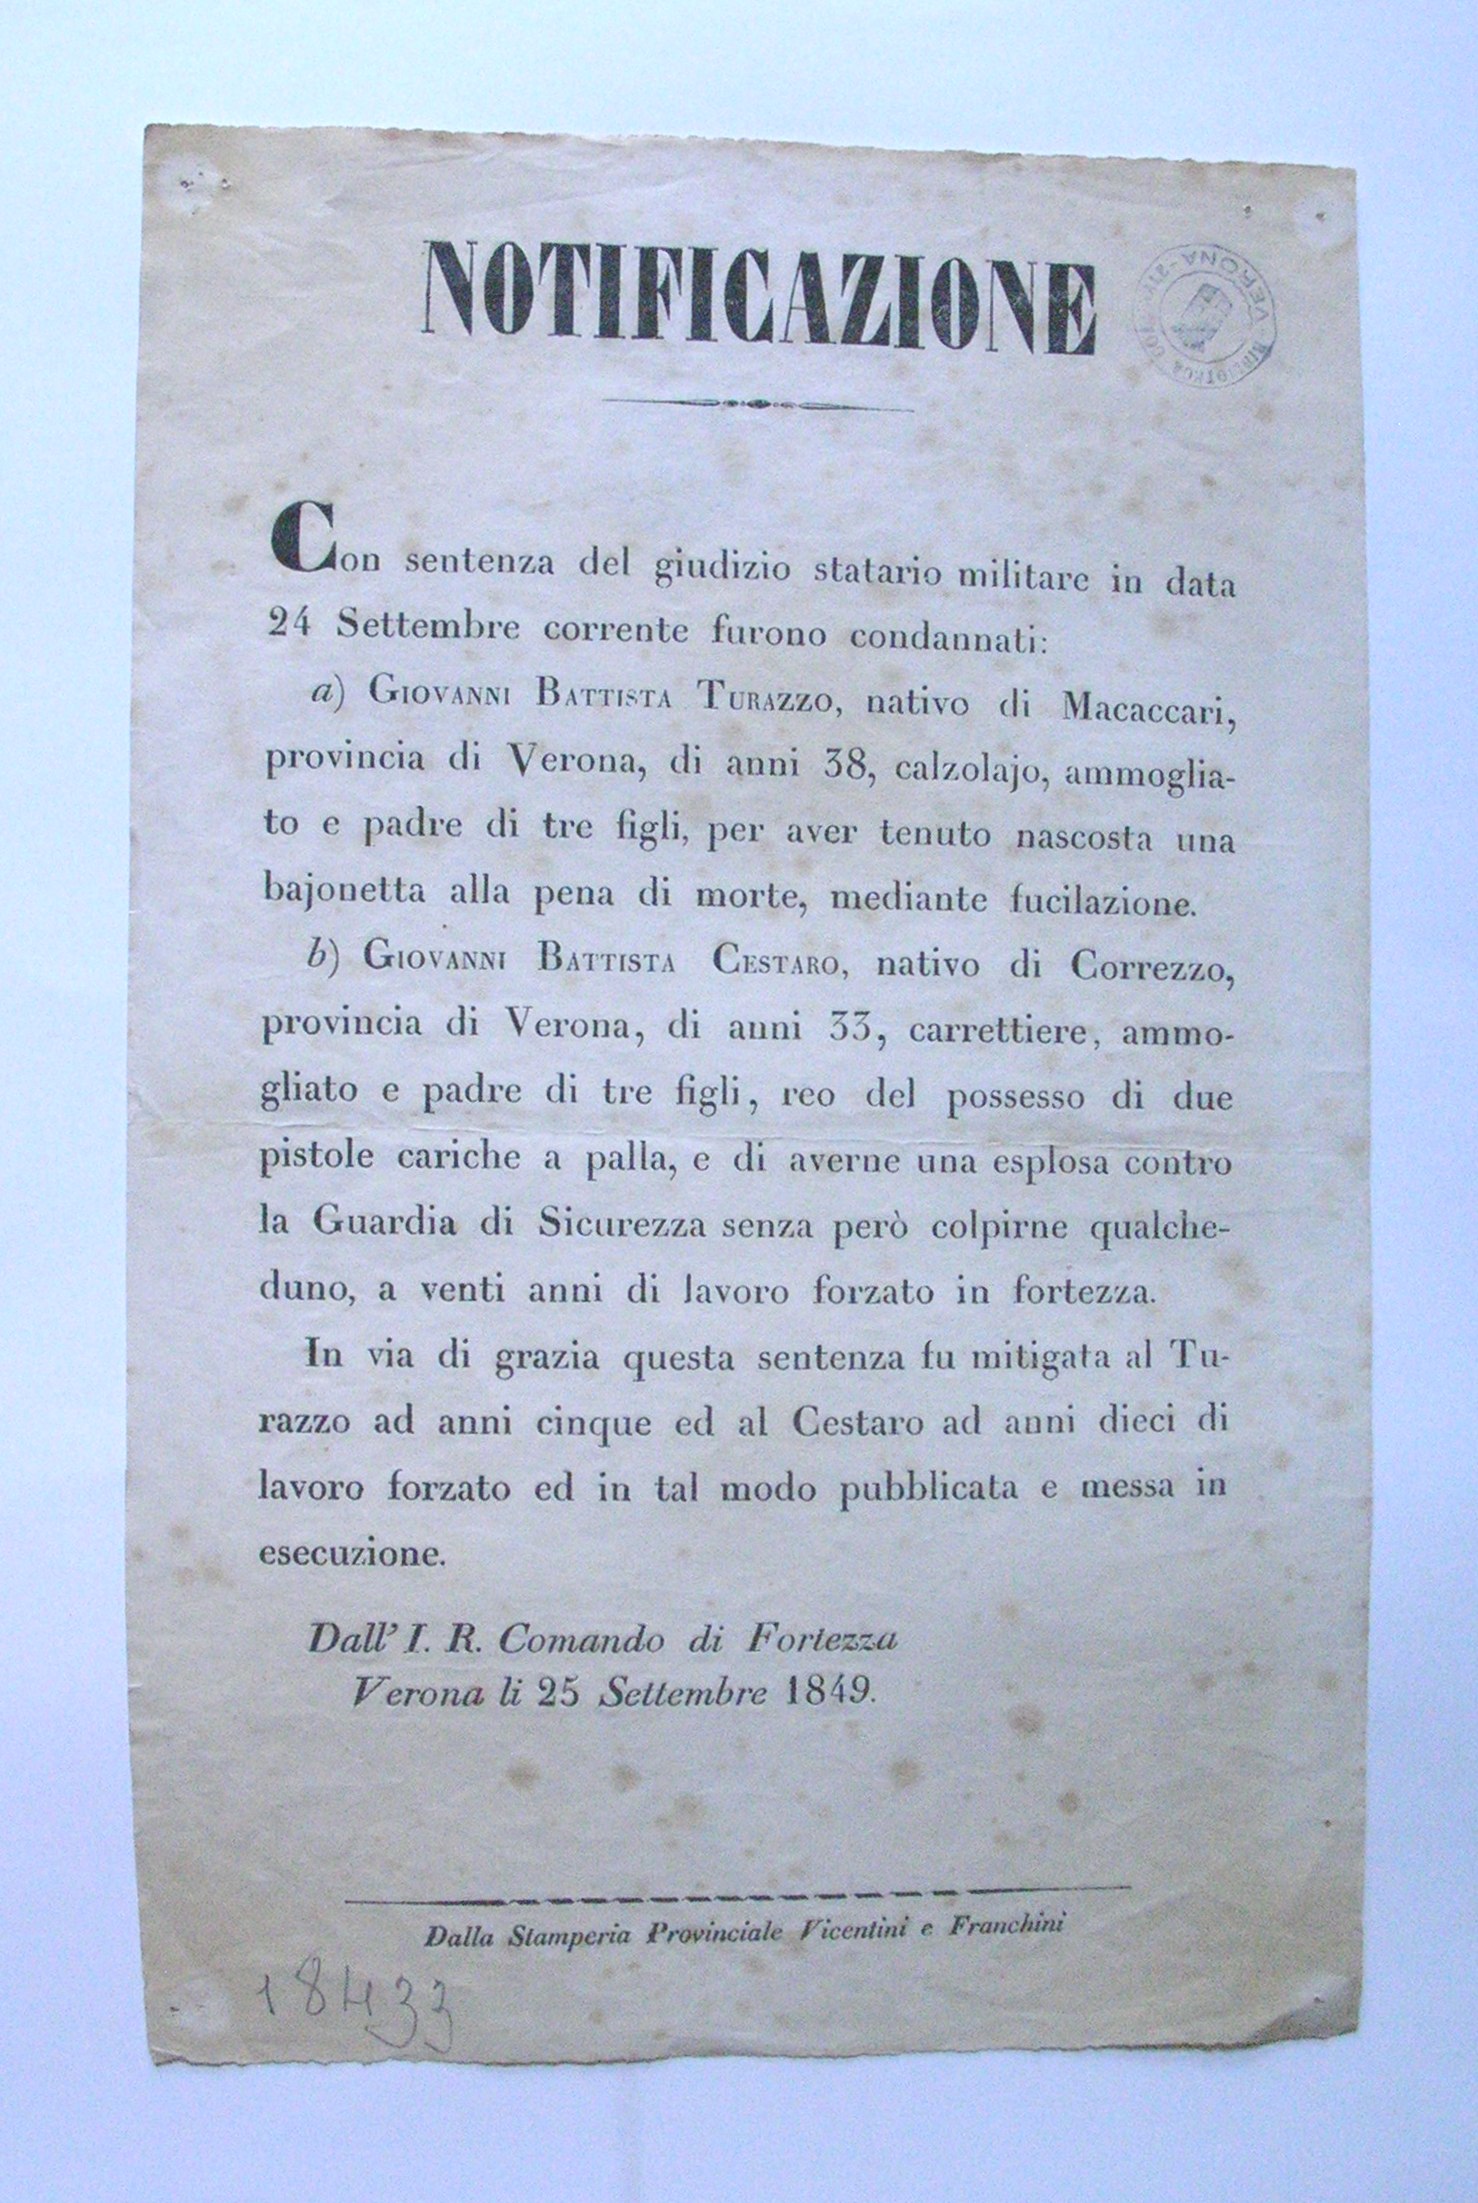 NOTIFICAZIONE
VERONA
Con sentenza del giudizio statario militare in data
24 Settembre corrente furono condannati:
a) Giovanni Battista Turazzo, nativo di Macaccari,
provincia di Verona, di anni 38, calzolajo, ammoglia-
to e padre di tre figli, per aver tenuto nascosta una
bajonetta alla pena di morte, mediante fucilazione.
b) Giovanni Battista Cestaro, nativo di Correzzo,
provincia di Verona, di anni 33, carrettiere, ammo-
gliato e padre di tre figli, reo del possesso di due
pistole cariche a palla, e di averne una esplosa contro
la Guardia di Sicurezza senza però colpirne qualche-
duno, a venti anni di lavoro forzato in fortezza.
In via di grazia questa sentenza fu mitigata al Tu-
razzo ad anni cinque ed al Cestaro ad anni dieci di
lavoro forzato ed in tal modo pubblicata e messa in
esecuzione.
Dall' I. R. Comando di Fortezza
Verona li 25 Settembre 1849.
Dalla Stamperia Provinciale Vicentini e Franchini
18433